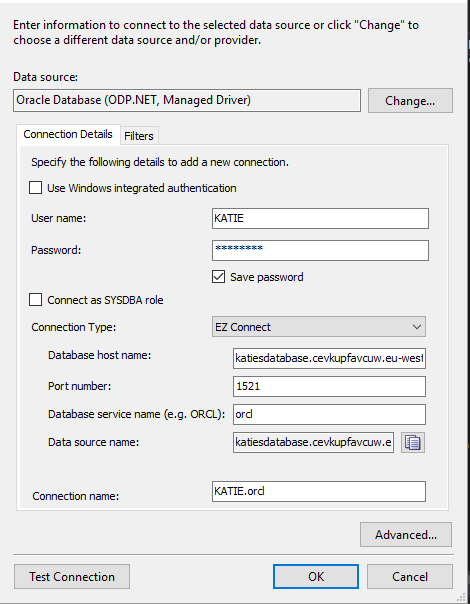 Enter information to connect to the selected data source or click "Change" to
choose a different data source and/or provider.
Data source:
Oracle Database (ODP.NET, Managed Driver)
Change...
Connection Details
Filters
Specify the following details to add a new connection.
Use Windows integrated authentication
User name:
KATIE
Password:
********
Save password
Connect as SYSDBA role
Connection Type:
EZ Connect
Database host name:
katiesdatabase.cevkupfavcuw.eu-west
Port number:
1521
Database service name (e.g. ORCL):
orcl
Data source name:
katiesdatabase.cevkupfavcuw.e
Connection name:
KATIE.orcl
Advanced...
Test Connection
OK
Cancel